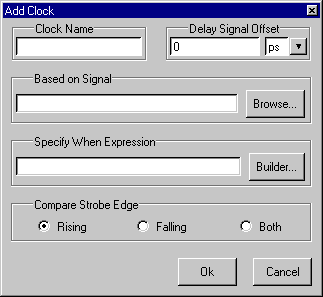 Add Clock
Clock Name
Delay Signal Offset
0
ps
Based on Signal
Browse...
Specify When Expression
Builder...
Compare Strobe Edge
Rising
Falling
Both
Ok
Cancel